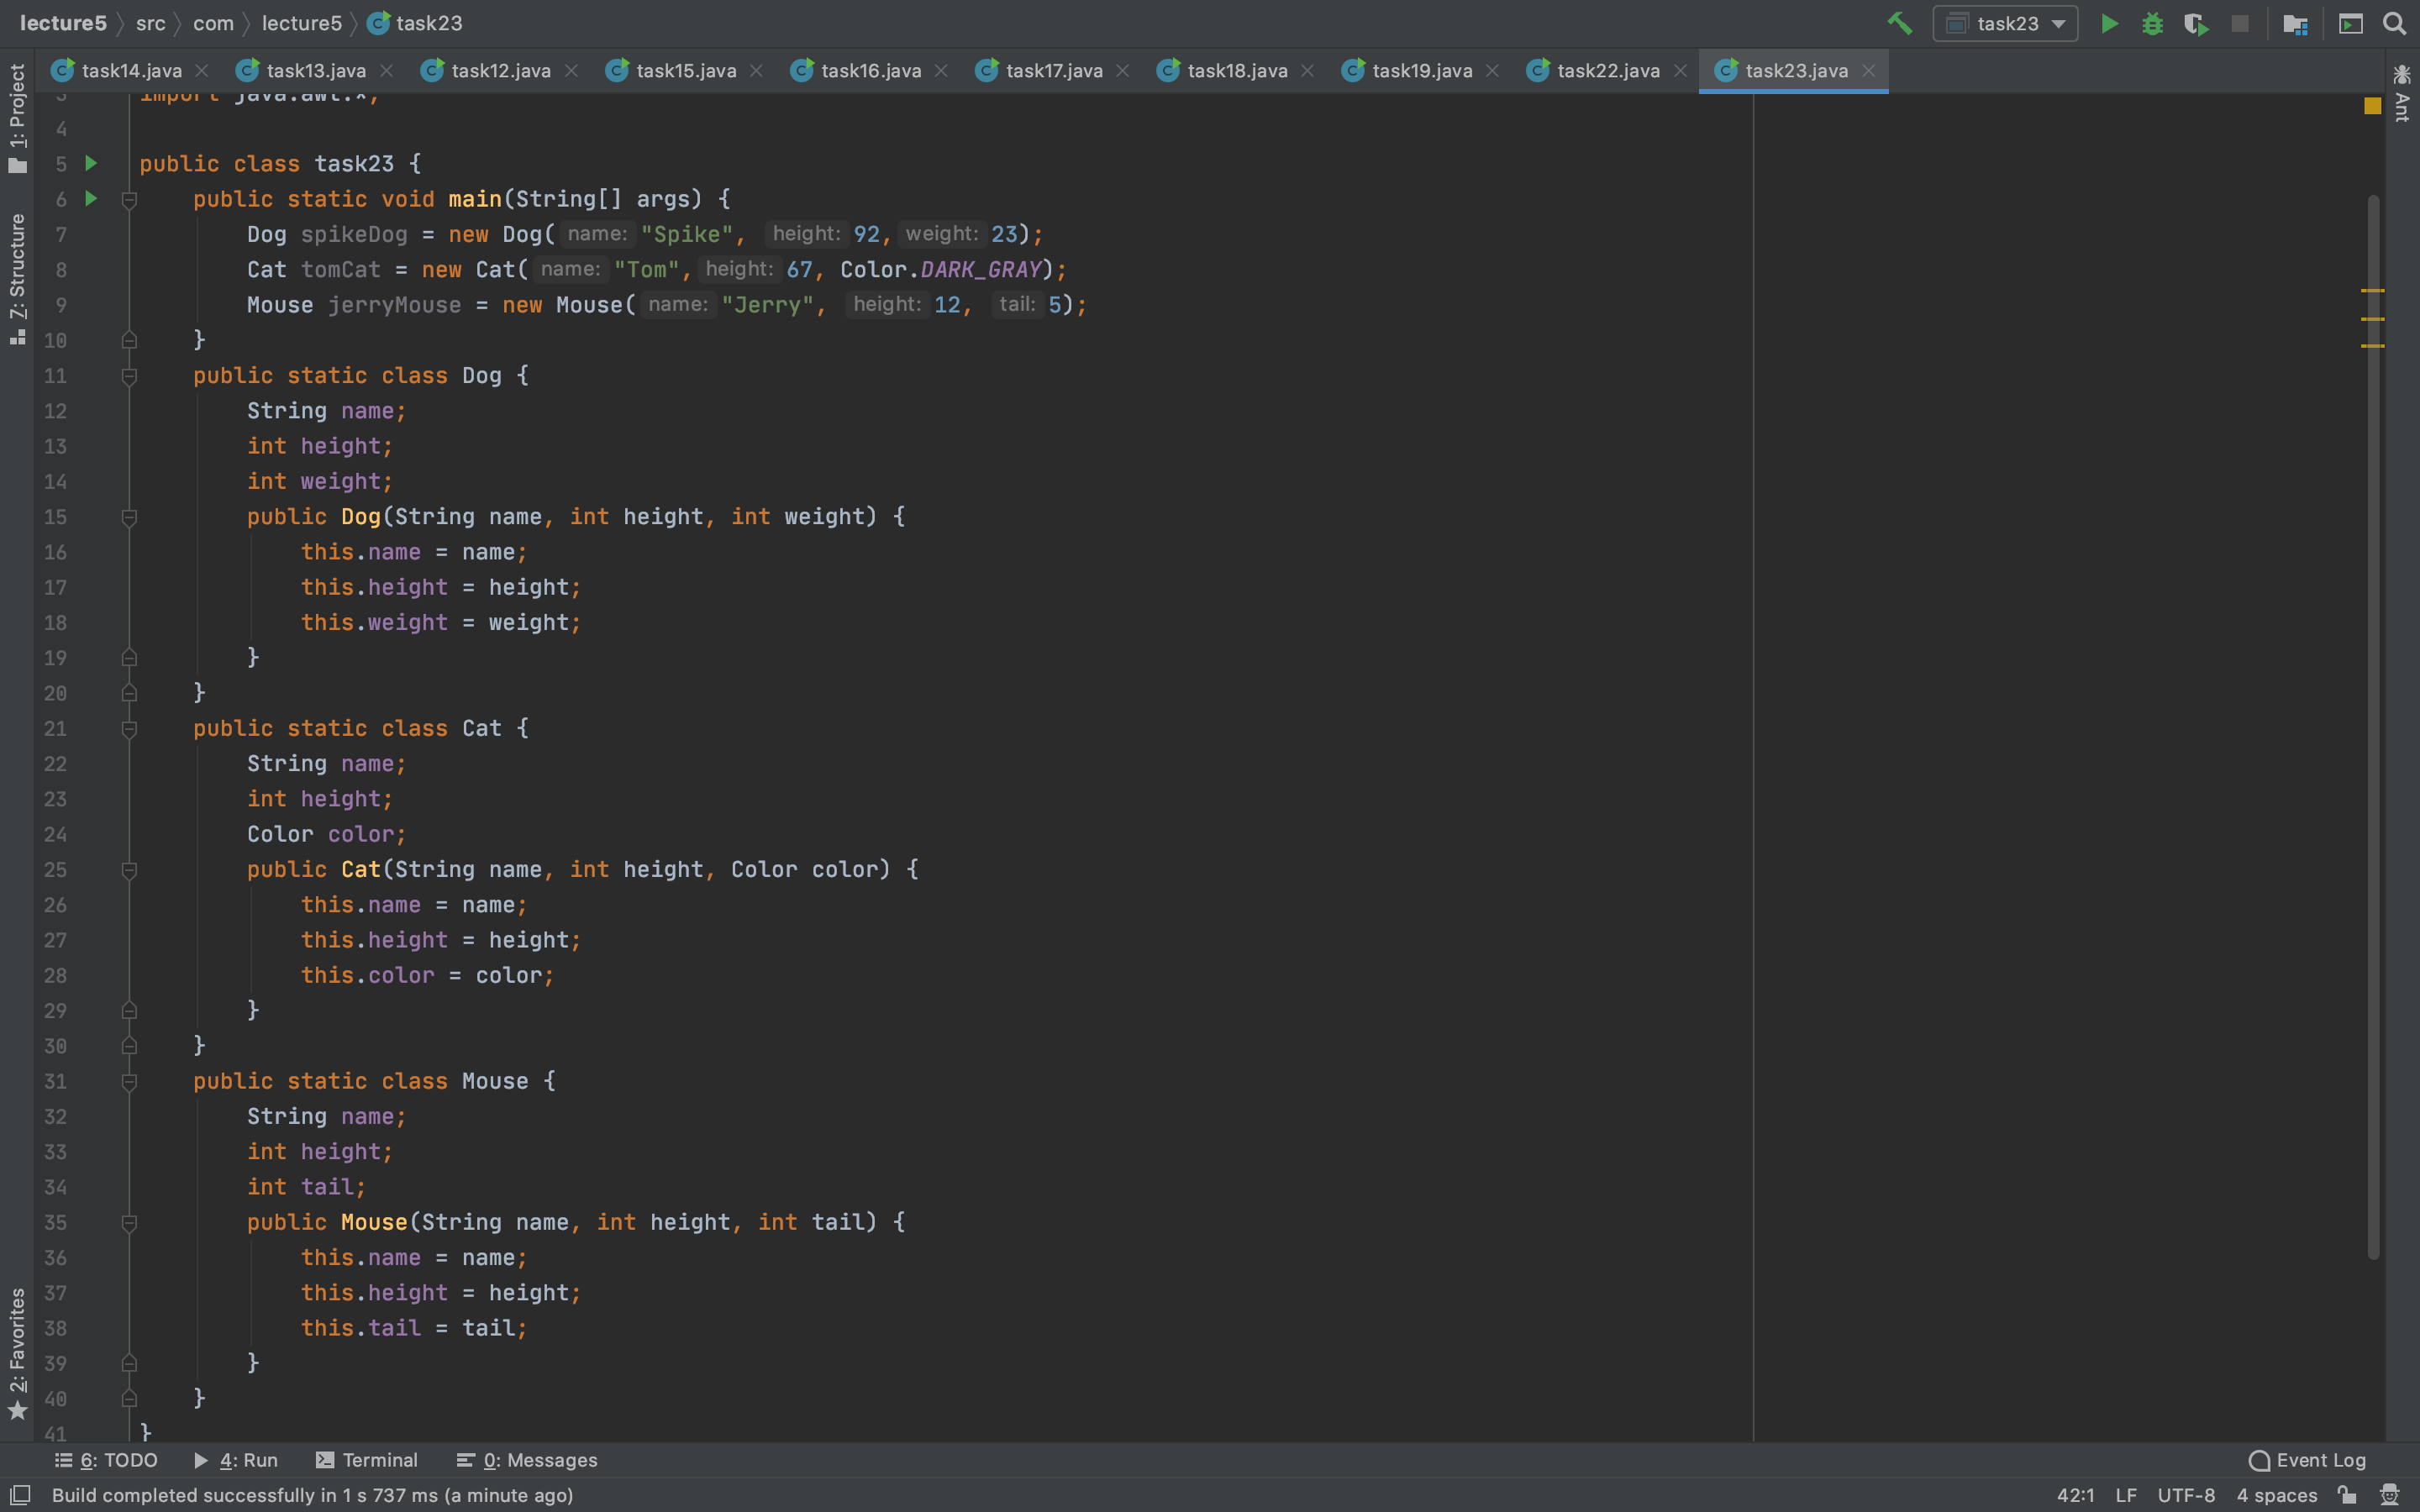 lecture5 src com lecture5 task23 task23
task14.java task13.java task12.java task15.java task16.java task17.java task18.java task19.java task22.java task23.java
1: Project
7: Structure
2: Favorites
Ant
3 import java.awt.*;
4
5 public class task23 {
6 public static void main(String[] args) {
7 Dog spikeDog = new Dog( name: "Spike", height: 92, weight: 23);
8 Cat tomCat = new Cat( name: "Tom", height: 67, Color.DARK_GRAY);
9 Mouse jerryMouse = new Mouse( name: "Jerry", height: 12, tail: 5);
10 }
11 public static class Dog {
12 String name;
13 int height;
14 int weight;
15 public Dog(String name, int height, int weight) {
16 this.name = name;
17 this.height = height;
18 this.weight = weight;
19 }
20 }
21 public static class Cat {
22 String name;
23 int height;
24 Color color;
25 public Cat(String name, int height, Color color) {
26 this.name = name;
27 this.height = height;
28 this.color = color;
29 }
30 }
31 public static class Mouse {
32 String name;
33 int height;
34 int tail;
35 public Mouse(String name, int height, int tail) {
36 this.name = name;
37 this.height = height;
38 this.tail = tail;
39 }
40 }
41 }
6: TODO 4: Run Terminal 0: Messages Event Log
Build completed successfully in 1 s 737 ms (a minute ago) 42:1 LF UTF-8 4 spaces